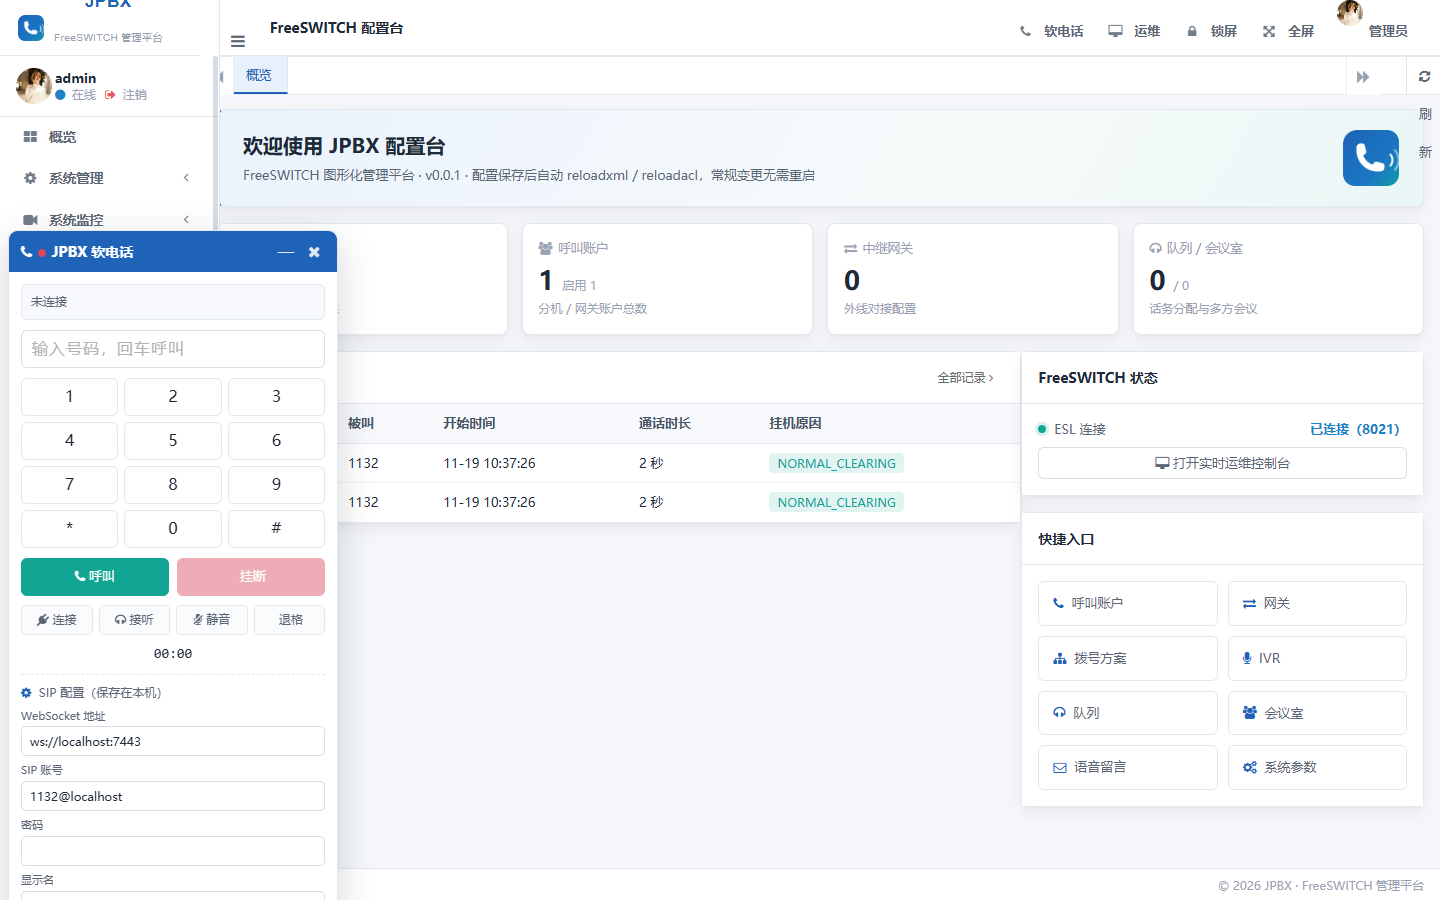 JPBX
FreeSWITCH 管理平台
FreeSWITCH 配置台
软电话
运维
锁屏
全屏
管理员
admin
在线
注销
概览
刷新
概览
系统管理
系统监控
欢迎使用 JPBX 配置台
FreeSWITCH 图形化管理平台 · v0.0.1 · 配置保存后自动 reloadxml / reloadacl，常规变更无需重启
呼叫账户
1 启用 1
分机 / 网关账户总数
中继网关
0
外线对接配置
队列 / 会议室
0 / 0
话务分配与多方会议
全部记录
被叫 开始时间 通话时长 挂机原因
1132 11-19 10:37:26 2 秒 NORMAL_CLEARING
1132 11-19 10:37:26 2 秒 NORMAL_CLEARING
FreeSWITCH 状态
ESL 连接 已连接（8021）
打开实时运维控制台
快捷入口
呼叫账户 网关
拨号方案 IVR
队列 会议室
语音留言 系统参数
JPBX 软电话
未连接
输入号码，回车呼叫
1 2 3
4 5 6
7 8 9
* 0 #
呼叫 挂断
连接 接听 静音 退格
00:00
SIP 配置（保存在本机）
WebSocket 地址
ws://localhost:7443
SIP 账号
1132@localhost
密码
显示名
© 2026 JPBX · FreeSWITCH 管理平台